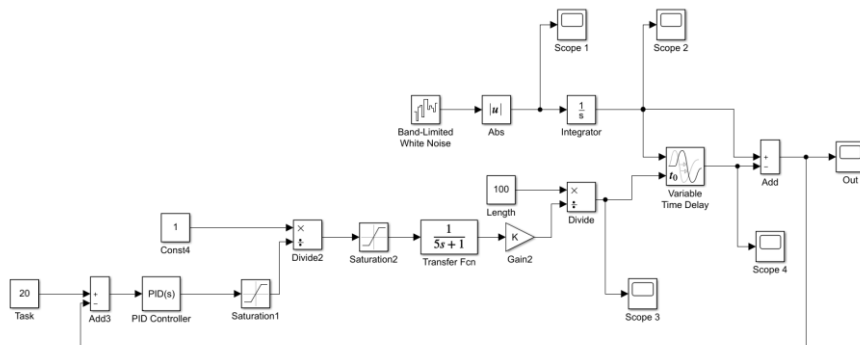 Scope 1
Scope 2
|u|
1
s
Band-Limited
White Noise
Abs
Integrator
+
−
Add
Out
t0
Variable
Time Delay
100
Length
×
÷
Divide
1
Const4
×
÷
Divide2
Saturation2
1
5s + 1
Transfer Fcn
K
Gain2
Scope 4
20
Task
+
−
Add3
PID(s)
PID Controller
Saturation1
Scope 3